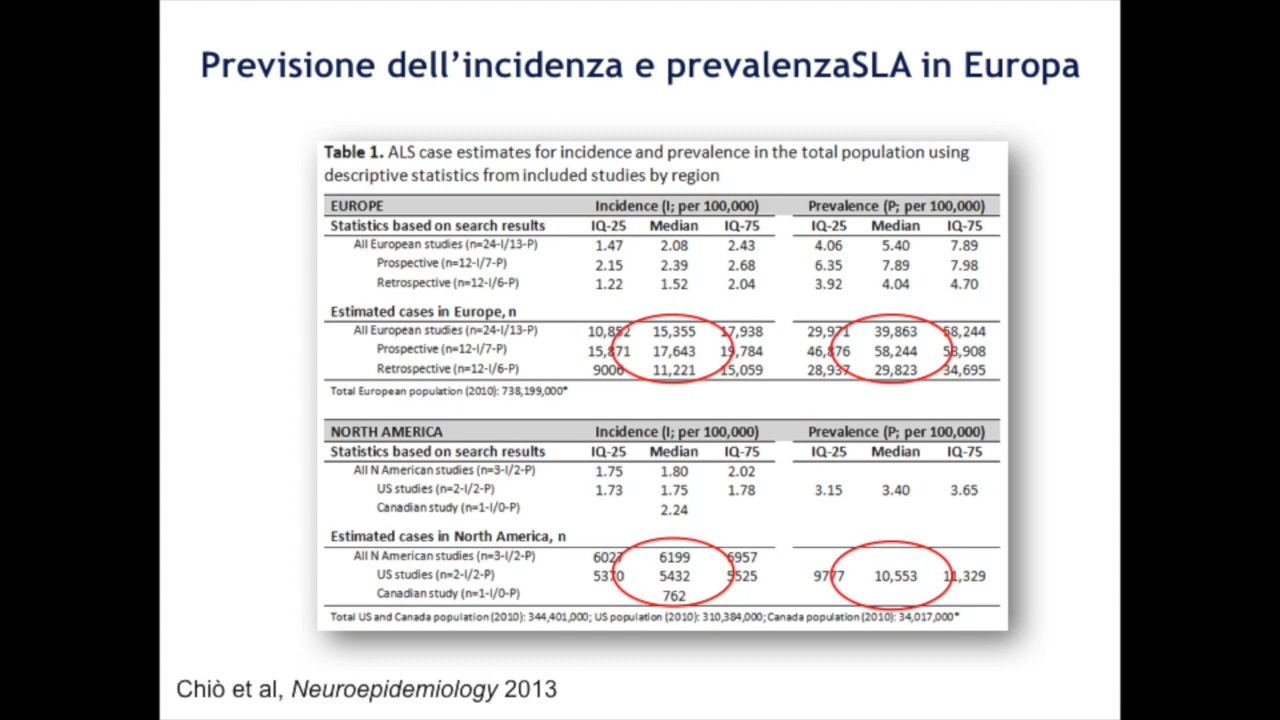 Previsione dell'incidenza e prevalenzaSLA in Europa
Table 1. ALS case estimates for incidence and prevalence in the total population using
descriptive statistics from included studies by region
EUROPE Incidence (I; per 100,000) Prevalence (P; per 100,000)
Statistics based on search results IQ-25 Median IQ-75 IQ-25 Median IQ-75
All European studies (n=24-I/13-P) 1.47 2.08 2.43 4.06 5.40 7.89
Prospective (n=12-I/7-P) 2.15 2.39 2.68 6.35 7.89 7.98
Retrospective (n=12-I/6-P) 1.22 1.52 2.04 3.92 4.04 4.70
Estimated cases in Europe, n
All European studies (n=24-I/13-P) 10,852 15,355 17,938 29,971 39,863 58,244
Prospective (n=12-I/7-P) 15,871 17,643 19,784 46,876 58,244 58,908
Retrospective (n=12-I/6-P) 9006 11,221 15,059 28,937 29,823 34,695
Total European population (2010): 738,199,000*
NORTH AMERICA Incidence (I; per 100,000) Prevalence (P; per 100,000)
Statistics based on search results IQ-25 Median IQ-75 IQ-25 Median IQ-75
All N American studies (n=3-I/2-P) 1.75 1.80 2.02
US studies (n=2-I/2-P) 1.73 1.75 1.78 3.15 3.40 3.65
Canadian study (n=1-I/0-P) 2.24
Estimated cases in North America, n
All N American studies (n=3-I/2-P) 6027 6199 6957
US studies (n=2-I/2-P) 5370 5432 5525 9777 10,553 11,329
Canadian study (n=1-I/0-P) 762
Total US and Canada population (2010): 344,401,000; US population (2010): 310,384,000; Canada population (2010): 34,017,000*
Chiò et al, Neuroepidemiology 2013